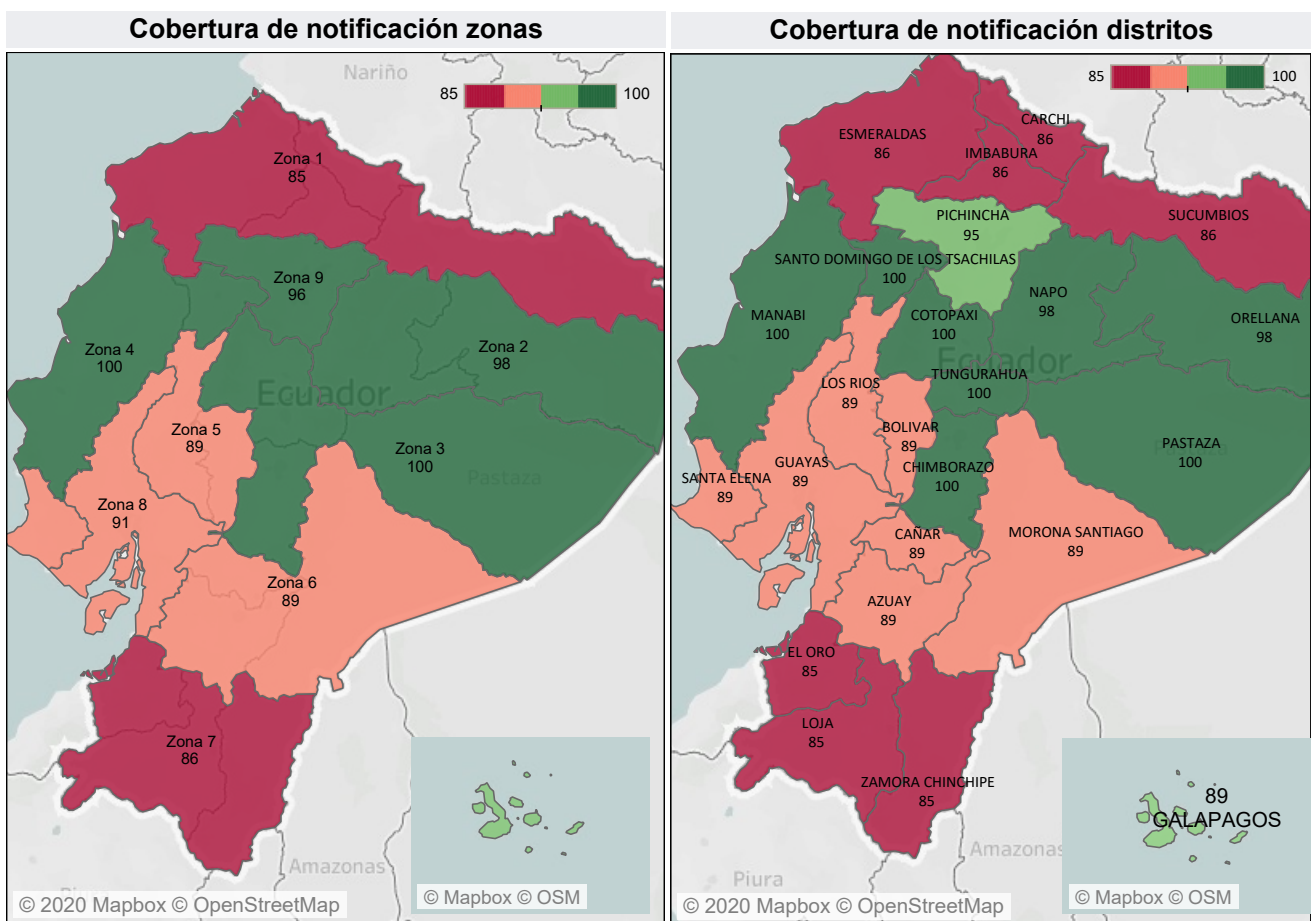 Cobertura de notificación zonas
Nariño
85 100
Zona 1
85
Zona 9
96
Zona 4
100
Zona 2
98
Ecuador
Zona 5
89
Zona 3
100
Pastaza
Zona 8
91
Zona 6
89
Zona 7
86
Amazonas
Piura
© 2020 Mapbox © OpenStreetMap
© Mapbox © OSM
Cobertura de notificación distritos
85 100
CARCHI
86
ESMERALDAS
86
IMBABURA
86
PICHINCHA
95
SUCUMBIOS
86
SANTO DOMINGO DE LOS TSACHILAS
100
NAPO
98
MANABI
100
COTOPAXI
100
ORELLANA
98
Ecuador
TUNGURAHUA
100
LOS RIOS
89
BOLIVAR
89
PASTAZA
100
Pastaza
GUAYAS
89
CHIMBORAZO
100
SANTA ELENA
89
CAÑAR
89
MORONA SANTIAGO
89
AZUAY
89
EL ORO
85
LOJA
85
ZAMORA CHINCHIPE
85
89
GALAPAGOS
Amazonas
Piura
© 2020 Mapbox © OpenStreetMap
© Mapbox © OSM